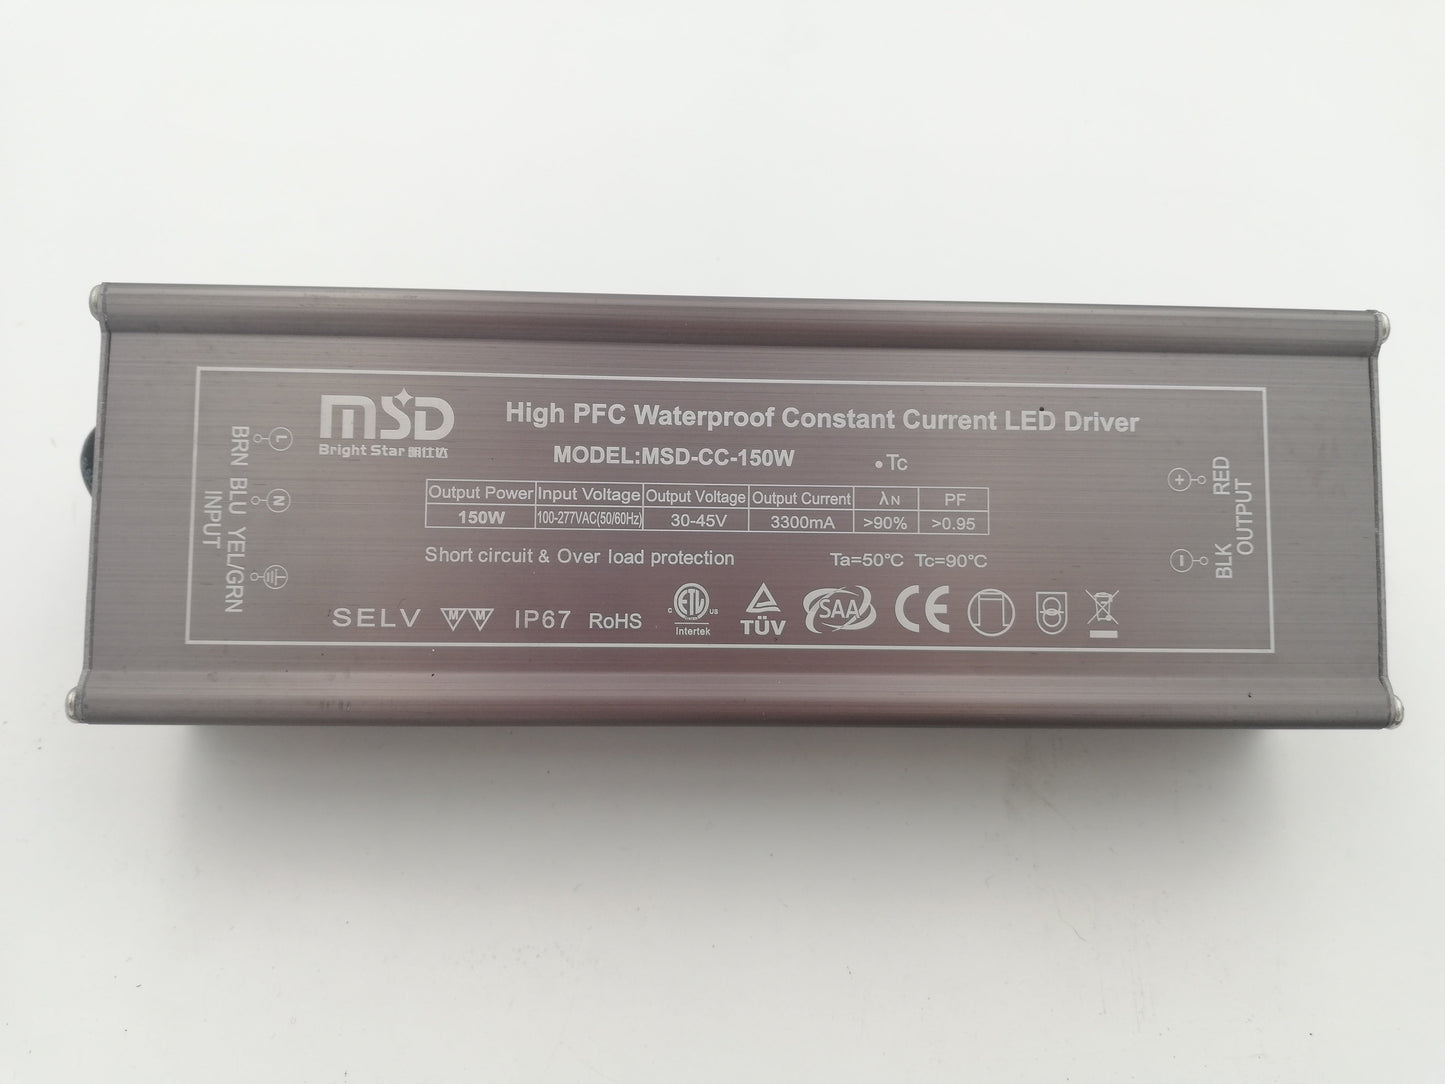 MSD
Bright Star 明仕达
High PFC Waterproof Constant Current LED Driver
MODEL:MSD-CC-150W
•Tc
Output Power Input Voltage Output Voltage Output Current λN PF
150W 100-277VAC(50/60Hz) 30-45V 3300mA >90% >0.95
Short circuit & Over load protection Ta=50℃ Tc=90℃
SELV M M IP67 RoHS C ETL US Intertek TÜV SAA CE
L N
BRN BLU YEL/GRN
INPUT
+ −
RED BLK
OUTPUT